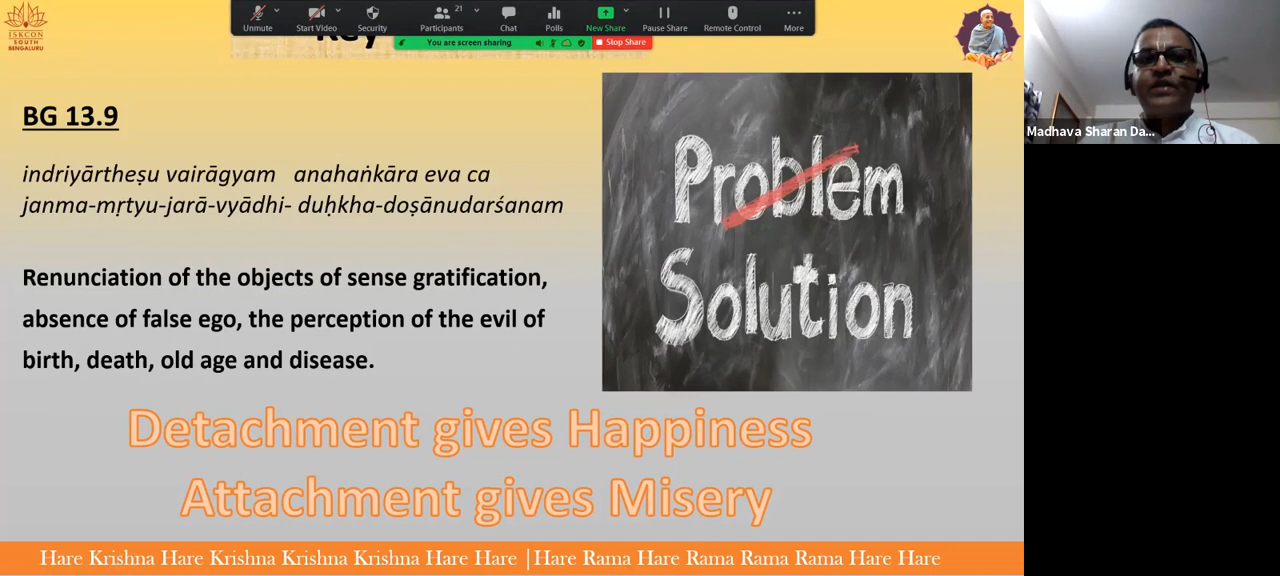 21
Unmute
Start Video
Security
Participants
Chat
Polls
New Share
Pause Share
Remote Control
More
You are screen sharing
Stop Share
ISKCON
SOUTH
BENGALURU
Madhava Sharan Da...
BG 13.9
indriyārtheṣu vairāgyam anahaṅkāra eva ca
janma-mṛtyu-jarā-vyādhi- duḥkha-doṣānudarśanam
Renunciation of the objects of sense gratification,
absence of false ego, the perception of the evil of
birth, death, old age and disease.
Problem
Solution
Detachment gives Happiness
Attachment gives Misery
Hare Krishna Hare Krishna Krishna Krishna Hare Hare |Hare Rama Hare Rama Rama Rama Hare Hare